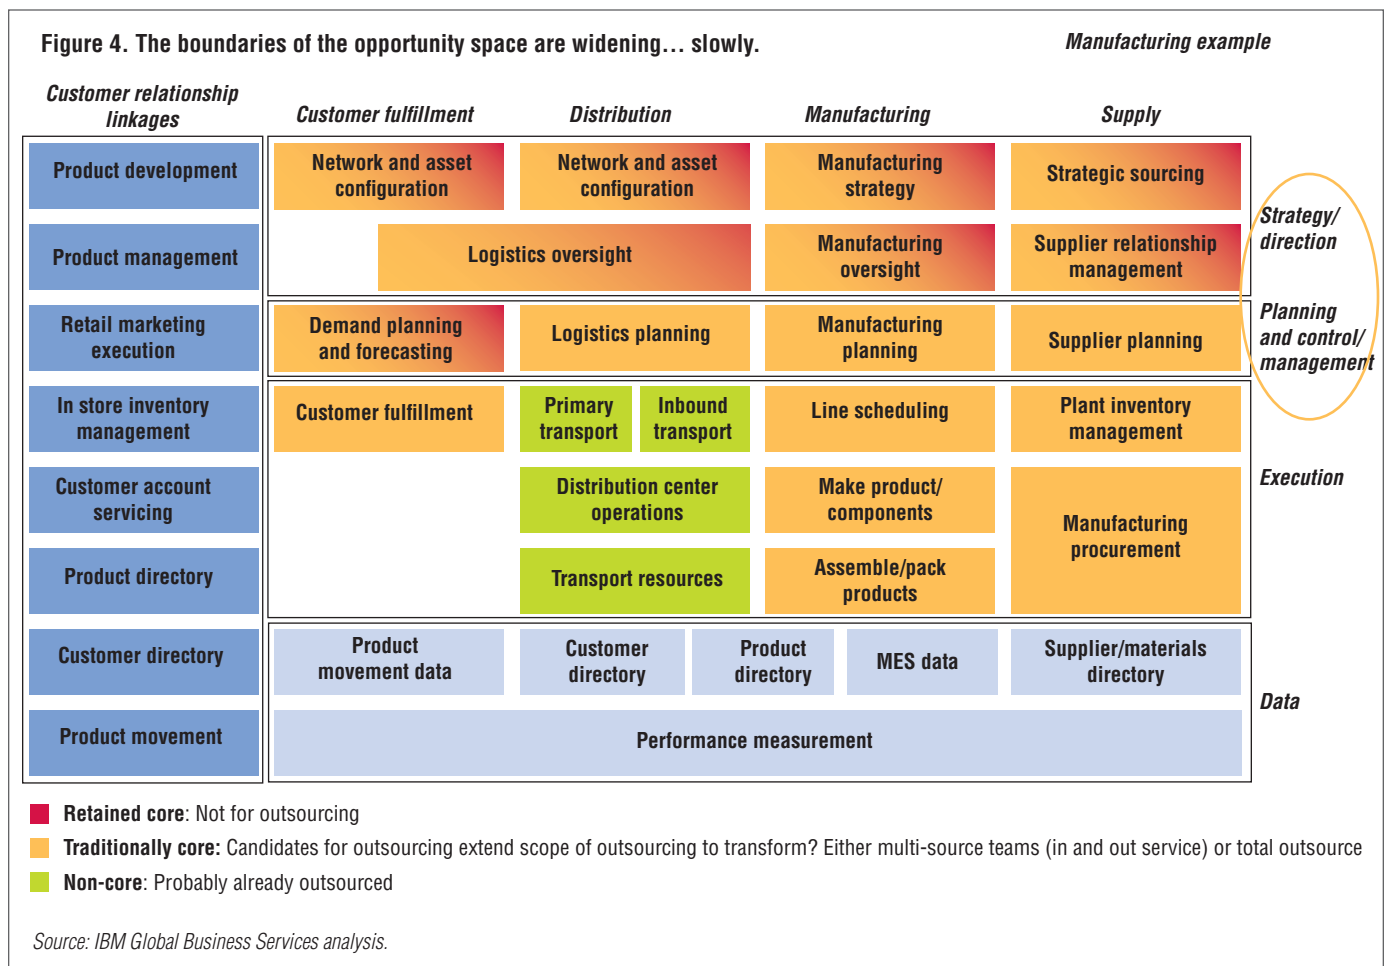 Figure 4. The boundaries of the opportunity space are widening… slowly.
Manufacturing example
Customer relationship
linkages
Customer fulfillment
Distribution
Manufacturing
Supply
Product development
Network and asset
configuration
Network and asset
configuration
Manufacturing
strategy
Strategic sourcing
Strategy/
direction
Product management
Logistics oversight
Manufacturing
oversight
Supplier relationship
management
Retail marketing
execution
Demand planning
and forecasting
Logistics planning
Manufacturing
planning
Supplier planning
Planning
and control/
management
In store inventory
management
Customer fulfillment
Primary
transport
Inbound
transport
Line scheduling
Plant inventory
management
Execution
Customer account
servicing
Distribution center
operations
Make product/
components
Manufacturing
procurement
Product directory
Transport resources
Assemble/pack
products
Customer directory
Product
movement data
Customer
directory
Product
directory
MES data
Supplier/materials
directory
Data
Product movement
Performance measurement
Retained core: Not for outsourcing
Traditionally core: Candidates for outsourcing extend scope of outsourcing to transform? Either multi-source teams (in and out service) or total outsource
Non-core: Probably already outsourced
Source: IBM Global Business Services analysis.